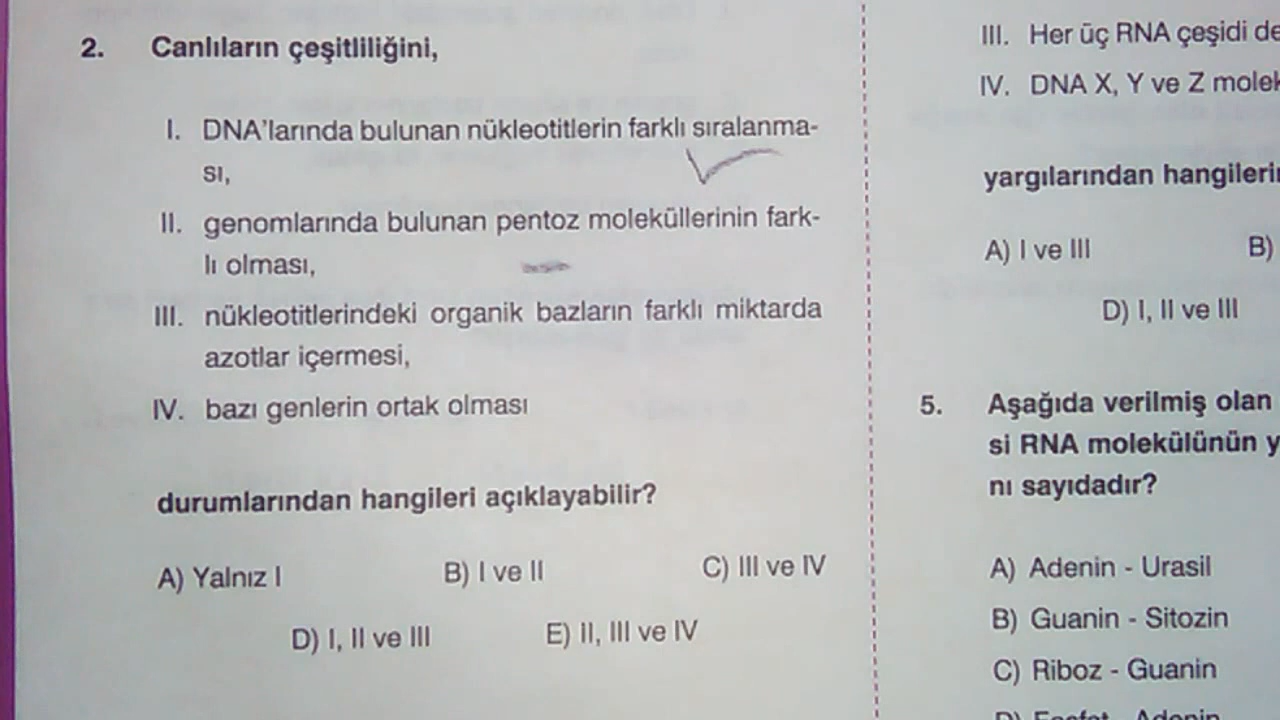 2. Canlıların çeşitliliğini,
I. DNA'larında bulunan nükleotitlerin farklı sıralanma-
sı,
II. genomlarında bulunan pentoz moleküllerinin fark-
lı olması,
III. nükleotitlerindeki organik bazların farklı miktarda
azotlar içermesi,
IV. bazı genlerin ortak olması
durumlarından hangileri açıklayabilir?
A) Yalnız I B) I ve II C) III ve IV
D) I, II ve III E) II, III ve IV
III. Her üç RNA çeşidi de
IV. DNA X, Y ve Z molek
yargılarından hangileri
A) I ve III B)
D) I, II ve III
5. Aşağıda verilmiş olan
si RNA molekülünün y
nı sayıdadır?
A) Adenin - Urasil
B) Guanin - Sitozin
C) Riboz - Guanin
D) Fosfat - Adenin